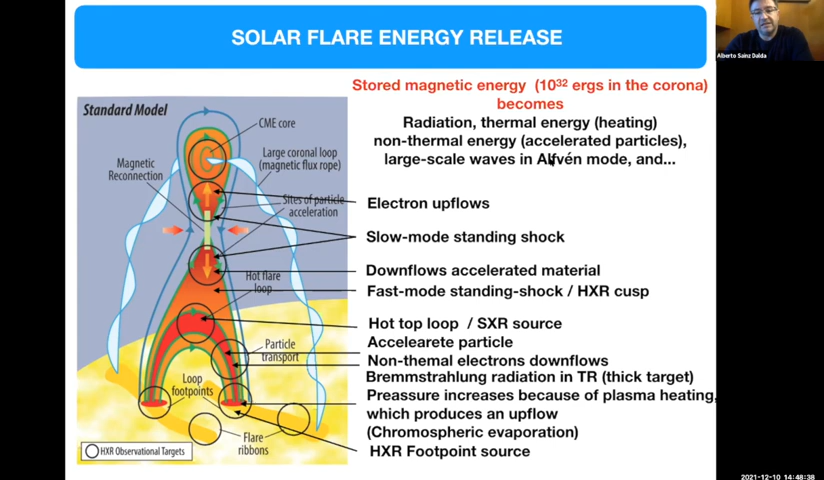 SOLAR FLARE ENERGY RELEASE
Alberto Sainz Dalda
Stored magnetic energy (10³² ergs in the corona)
becomes
Radiation, thermal energy (heating)
non-thermal energy (accelerated particles),
large-scale waves in Alfvén mode, and...
Standard Model
CME core
Large coronal loop
(magnetic flux rope)
Magnetic
Reconnection
Sites of particle
acceleration
Hot flare
loop
Particle
transport
Loop
footpoints
Flare
ribbons
HXR Observational Targets
Electron upflows
Slow-mode standing shock
Downflows accelerated material
Fast-mode standing-shock / HXR cusp
Hot top loop / SXR source
Accelearete particle
Non-themal electrons downflows
Bremmstrahlung radiation in TR (thick target)
Preassure increases because of plasma heating,
which produces an upflow
(Chromospheric evaporation)
HXR Footpoint source
2021-12-10 14:48:38